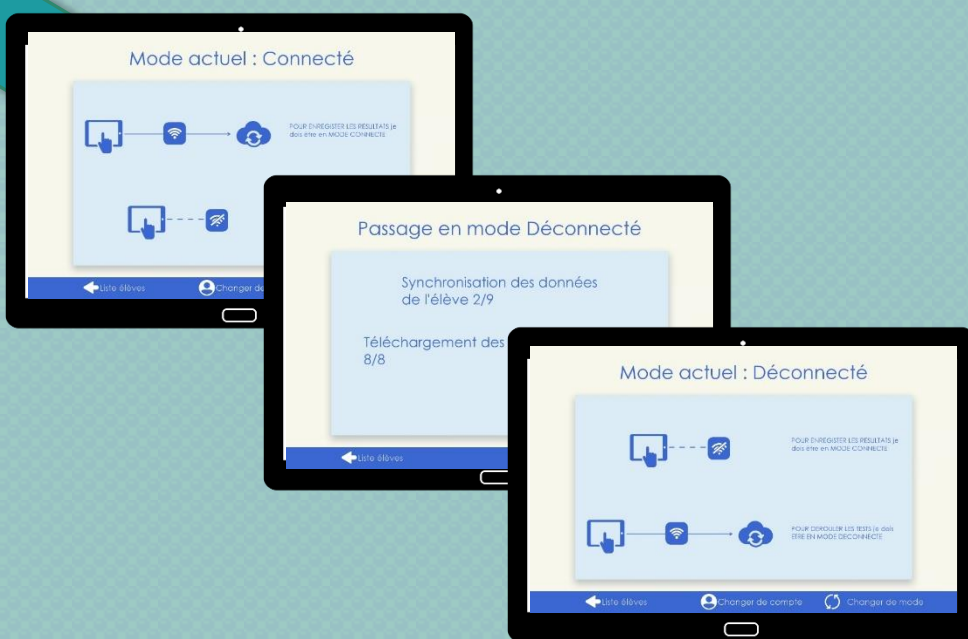 Mode actuel : Connecté
POUR ENREGISTER LES RESULTATS je
dois être en MODE CONNECTE
Liste élèves
Changer de
Passage en mode Déconnecté
Synchronisation des données
de l'élève 2/9
Téléchargement des
8/8
Liste élèves
Mode actuel : Déconnecté
POUR ENREGISTER LES RESULTATS je
dois être en MODE CONNECTE
POUR DEROULER LES TESTS je dois
ETRE EN MODE DECONNECTE
Liste élèves
Changer de compte
Changer de mode